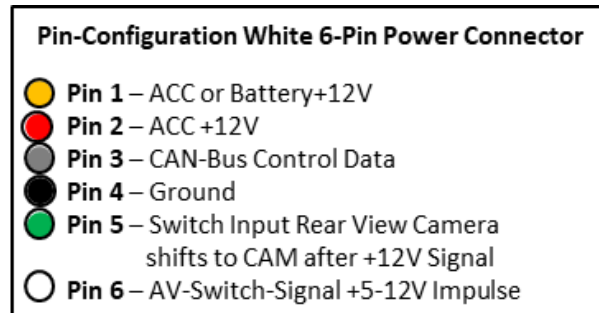 Pin-Configuration White 6-Pin Power Connector
Pin 1 – ACC or Battery+12V
Pin 2 – ACC +12V
Pin 3 – CAN-Bus Control Data
Pin 4 – Ground
Pin 5 – Switch Input Rear View Camera
shifts to CAM after +12V Signal
Pin 6 – AV-Switch-Signal +5-12V Impulse